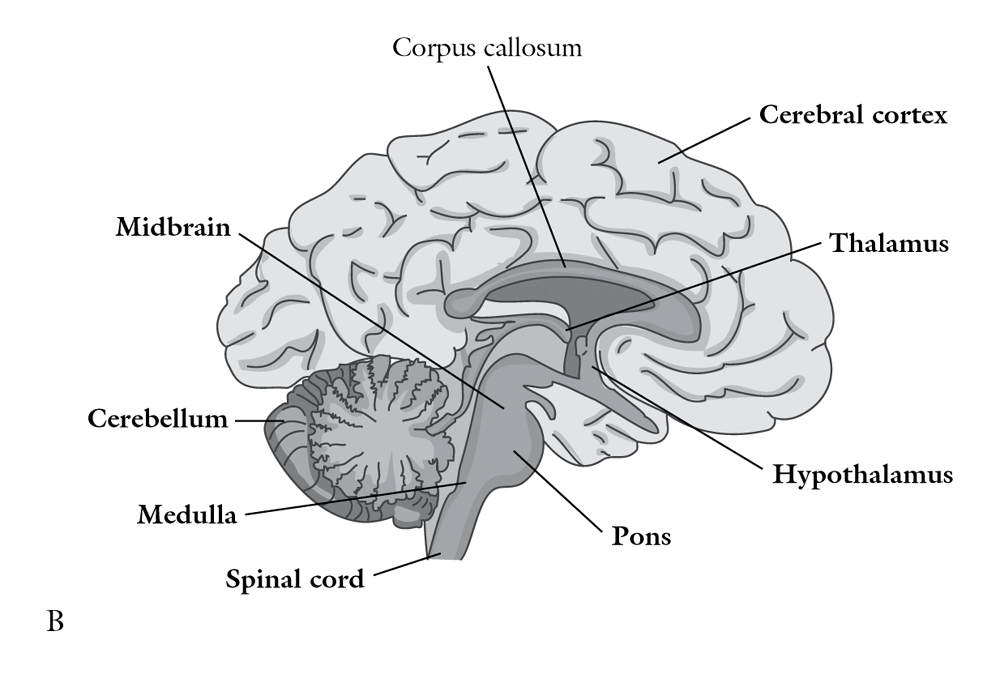 Corpus callosum
Cerebral cortex
Midbrain
Thalamus
Cerebellum
Hypothalamus
Medulla
Pons
Spinal cord
B